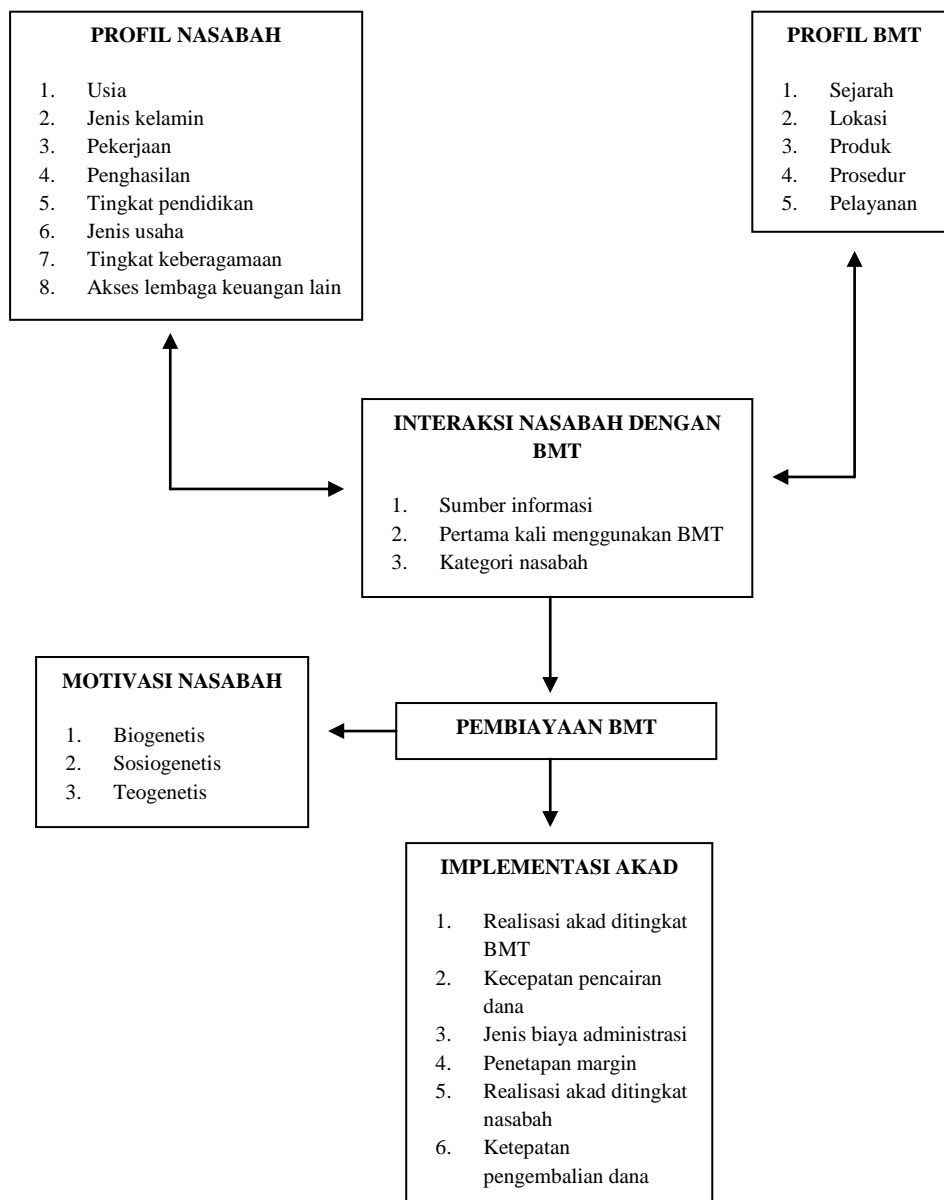 PROFIL NASABAH
1. Usia
2. Jenis kelamin
3. Pekerjaan
4. Penghasilan
5. Tingkat pendidikan
6. Jenis usaha
7. Tingkat keberagamaan
8. Akses lembaga keuangan lain
PROFIL BMT
1. Sejarah
2. Lokasi
3. Produk
4. Prosedur
5. Pelayanan
INTERAKSI NASABAH DENGAN
BMT
1. Sumber informasi
2. Pertama kali menggunakan BMT
3. Kategori nasabah
MOTIVASI NASABAH
1. Biogenetis
2. Sosiogenetis
3. Teogenetis
PEMBIAYAAN BMT
IMPLEMENTASI AKAD
1. Realisasi akad ditingkat
BMT
2. Kecepatan pencairan
dana
3. Jenis biaya administrasi
4. Penetapan margin
5. Realisasi akad ditingkat
nasabah
6. Ketepatan
pengembalian dana